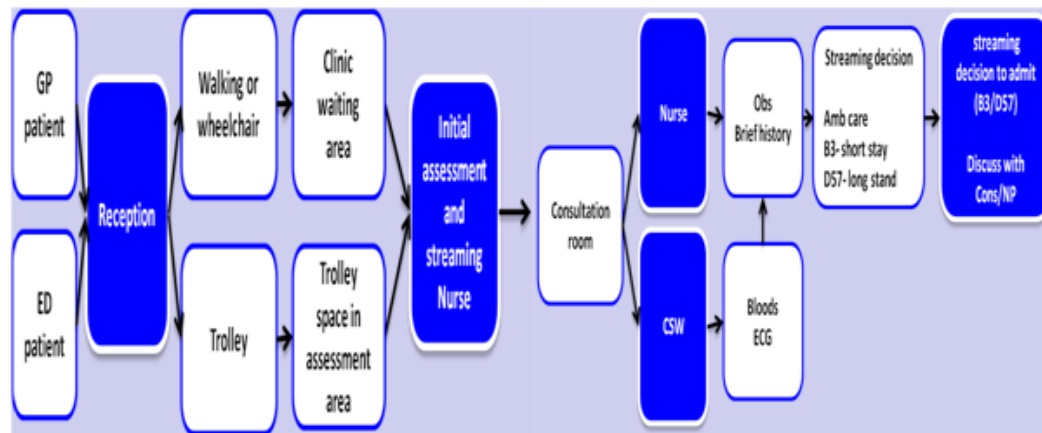 GP
patient
ED
patient
Reception
Walking or
wheelchair
Trolley
Clinic
waiting
area
Trolley
space in
assessment
area
Initial
assessment
and
streaming
Nurse
Consultation
room
Nurse
CSW
Obs
Brief history
Bloods
ECG
Streaming decision
Amb care
B3- short stay
D57- long stand
streaming
decision to admit
(B3/D57)
Discuss with
Cons/NP